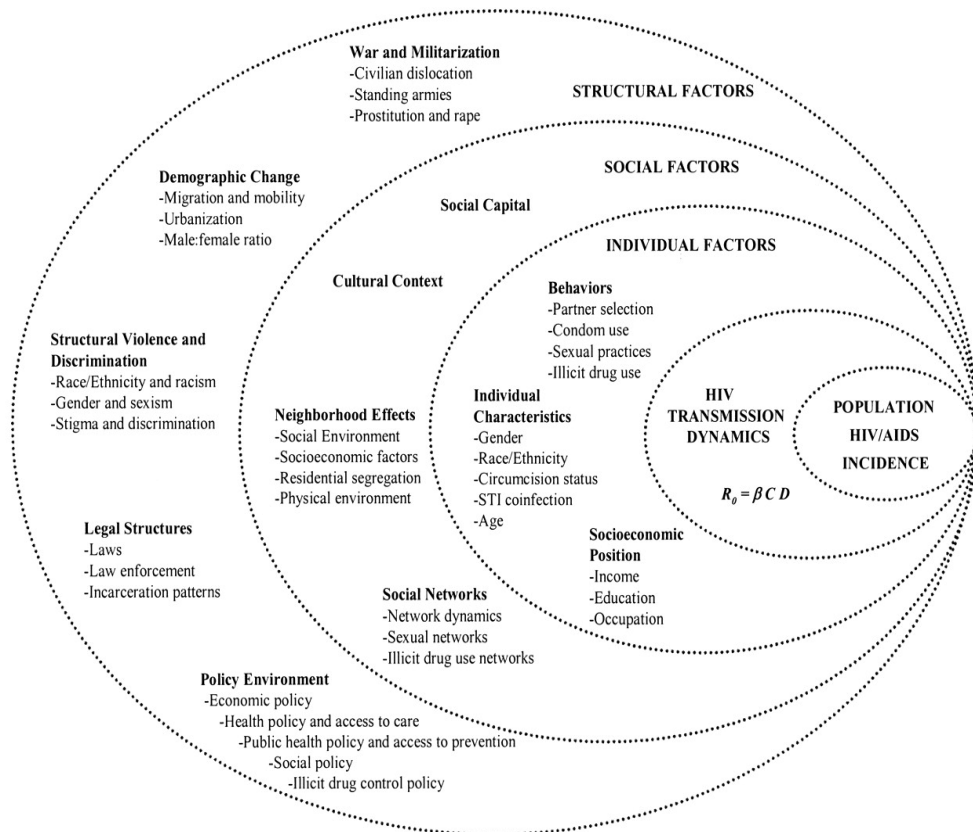 War and Militarization
-Civilian dislocation
-Standing armies
-Prostitution and rape
STRUCTURAL FACTORS
Demographic Change
-Migration and mobility
-Urbanization
-Male:female ratio
Structural Violence and
Discrimination
-Race/Ethnicity and racism
-Gender and sexism
-Stigma and discrimination
Legal Structures
-Laws
-Law enforcement
-Incarceration patterns
Policy Environment
-Economic policy
-Health policy and access to care
-Public health policy and access to prevention
-Social policy
-Illicit drug control policy
SOCIAL FACTORS
Social Capital
Cultural Context
Neighborhood Effects
-Social Environment
-Socioeconomic factors
-Residential segregation
-Physical environment
Social Networks
-Network dynamics
-Sexual networks
-Illicit drug use networks
INDIVIDUAL FACTORS
Behaviors
-Partner selection
-Condom use
-Sexual practices
-Illicit drug use
Individual
Characteristics
-Gender
-Race/Ethnicity
-Circumcision status
-STI coinfection
-Age
Socioeconomic
Position
-Income
-Education
-Occupation
HIV
TRANSMISSION
DYNAMICS
R₀ = β C D
POPULATION
HIV/AIDS
INCIDENCE